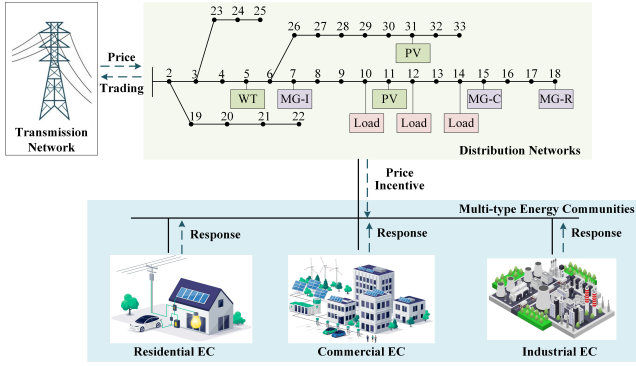 23 24 25
26 27 28 29 30 31 32 33
PV
Price
Trading
2 3 4 5 6 7 8 9 10 11 12 13 14 15 16 17 18
WT MG-I PV MG-C MG-R
Load Load Load
19 20 21 22
Transmission
Network
Distribution Networks
Price
Incentive
Multi-type Energy Communities
Response Response Response
Residential EC Commercial EC Industrial EC